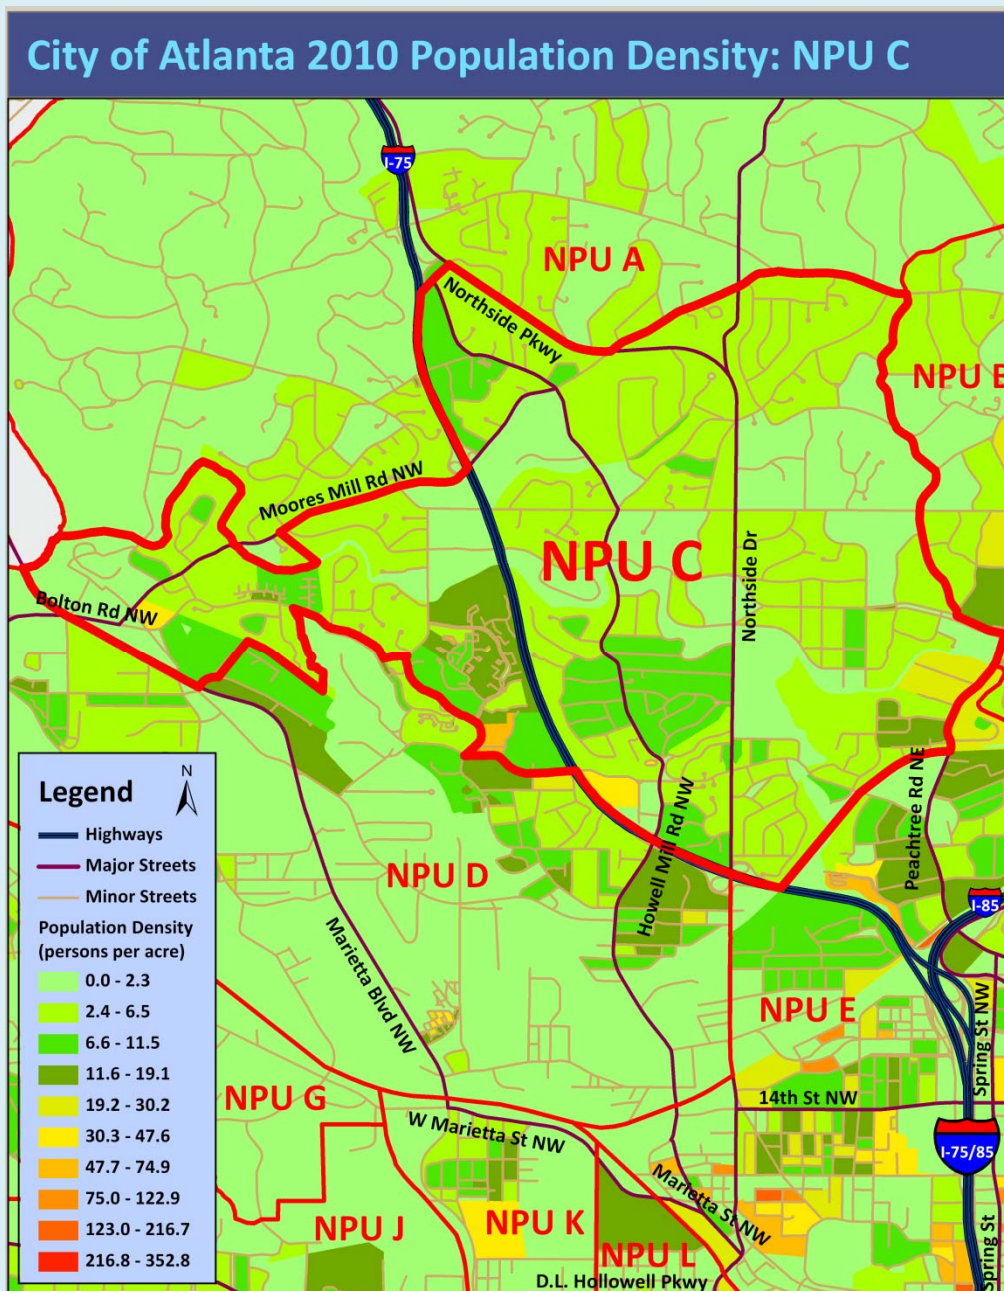 City of Atlanta 2010 Population Density: NPU C
I-75
NPU A
Northside Pkwy
NPU B
Moores Mill Rd NW
NPU C
Northside Dr
Bolton Rd NW
Peachtree Rd NE
Howell Mill Rd NW
NPU D
I-85
Marietta Blvd NW
NPU E
Spring St NW
14th St NW
NPU G
W Marietta St NW
I-75/85
Marietta St NW
NPU J
NPU K
NPU L
Spring St
D.L. Hollowell Pkwy
Legend
N
Highways
Major Streets
Minor Streets
Population Density
(persons per acre)
0.0 - 2.3
2.4 - 6.5
6.6 - 11.5
11.6 - 19.1
19.2 - 30.2
30.3 - 47.6
47.7 - 74.9
75.0 - 122.9
123.0 - 216.7
216.8 - 352.8